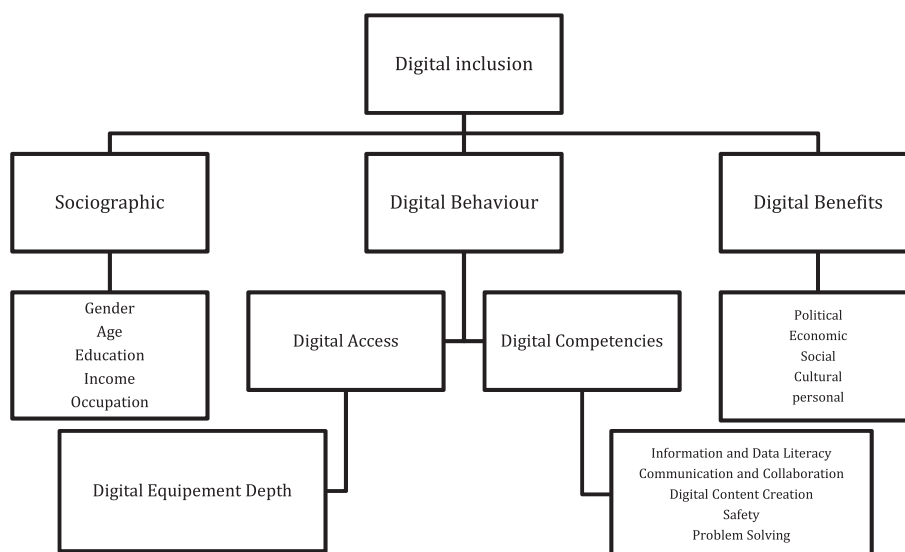 Digital inclusion
Sociographic
Digital Behaviour
Digital Benefits
Gender
Age
Education
Income
Occupation
Digital Access
Digital Competencies
Political
Economic
Social
Cultural
personal
Digital Equipement Depth
Information and Data Literacy
Communication and Collaboration
Digital Content Creation
Safety
Problem Solving